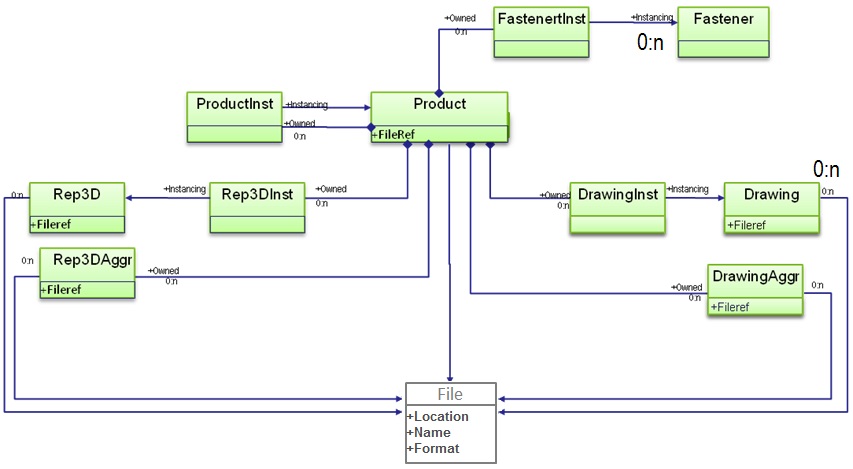 FastenertInst
+Owned
0:n
+Instancing
0:n
Fastener
ProductInst
+Instancing
+Owned
0:n
Product
+FileRef
0:n
Rep3D
+Fileref
+Instancing
Rep3DInst
+Owned
0:n
+Owned
0:n
DrawingInst
+Instancing
Drawing
+Fileref
0:n
0:n
0:n
Rep3DAggr
+Fileref
+Owned
0:n
+Owned
0:n
DrawingAggr
+Fileref
0:n
File
+Location
+Name
+Format